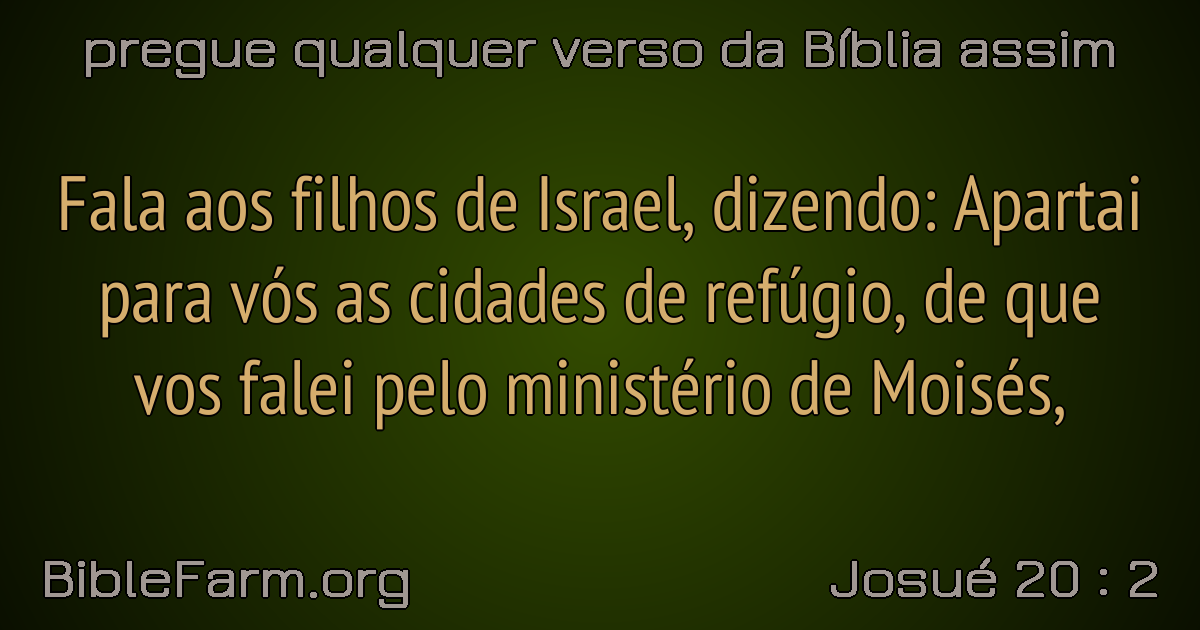 pregue qualquer verso da Bíblia assim
Fala aos filhos de Israel, dizendo: Apartai
para vós as cidades de refúgio, de que
vos falei pelo ministério de Moisés,
BibleFarm.org
Josué 20 : 2